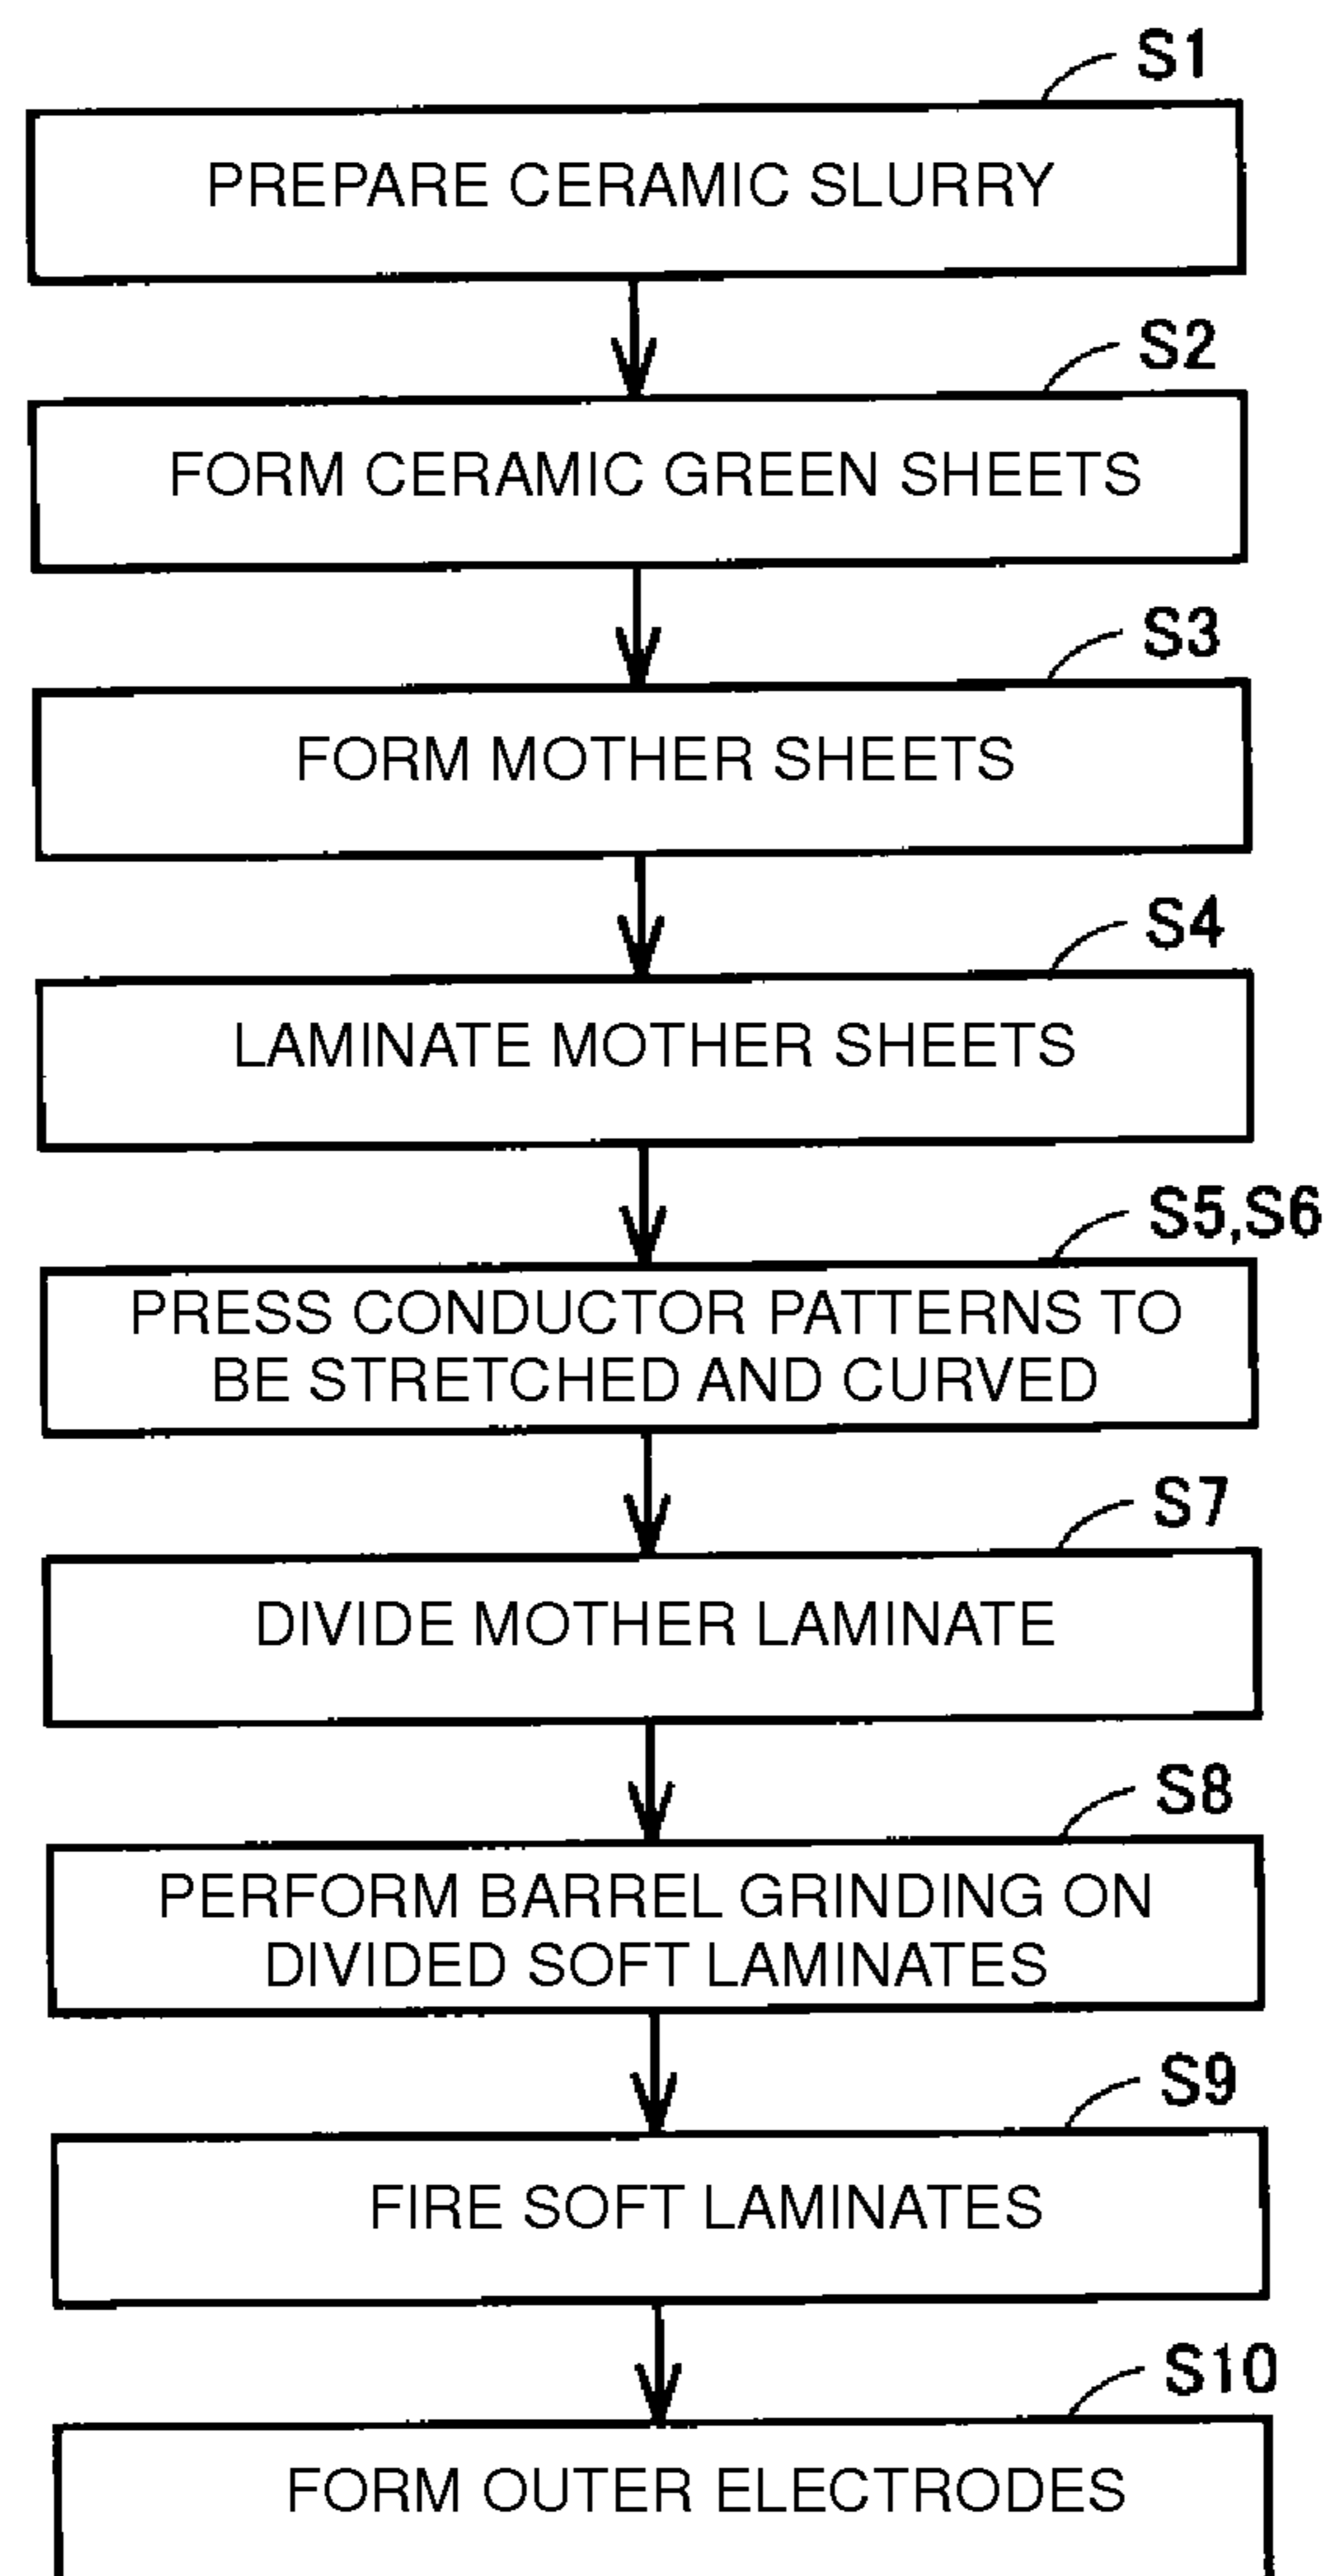 S1
PREPARE CERAMIC SLURRY
S2
FORM CERAMIC GREEN SHEETS
S3
FORM MOTHER SHEETS
S4
LAMINATE MOTHER SHEETS
S5,S6
PRESS CONDUCTOR PATTERNS TO
BE STRETCHED AND CURVED
S7
DIVIDE MOTHER LAMINATE
S8
PERFORM BARREL GRINDING ON
DIVIDED SOFT LAMINATES
S9
FIRE SOFT LAMINATES
S10
FORM OUTER ELECTRODES